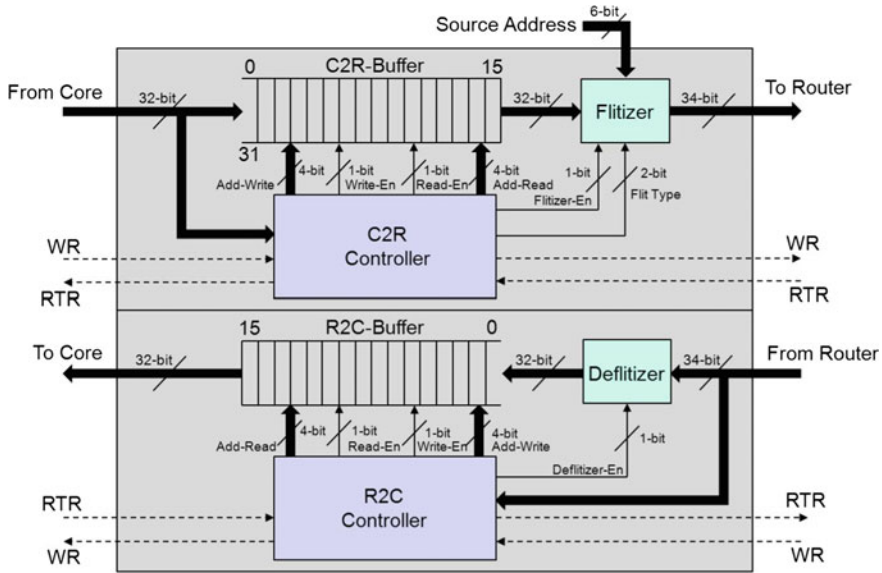 Source Address
6-bit
0
C2R-Buffer
15
From Core
32-bit
32-bit
Flitizer
34-bit
To Router
31
Add-Write
4-bit
1-bit
Write-En
1-bit
Read-En
4-bit
Add-Read
1-bit
Flitizer-En
2-bit
Flit Type
C2R
Controller
WR
WR
RTR
RTR
15
R2C-Buffer
0
To Core
32-bit
32-bit
Deflitizer
34-bit
From Router
Add-Read
4-bit
1-bit
Read-En
1-bit
Write-En
4-bit
Add-Write
1-bit
Deflitizer-En
R2C
Controller
RTR
RTR
WR
WR